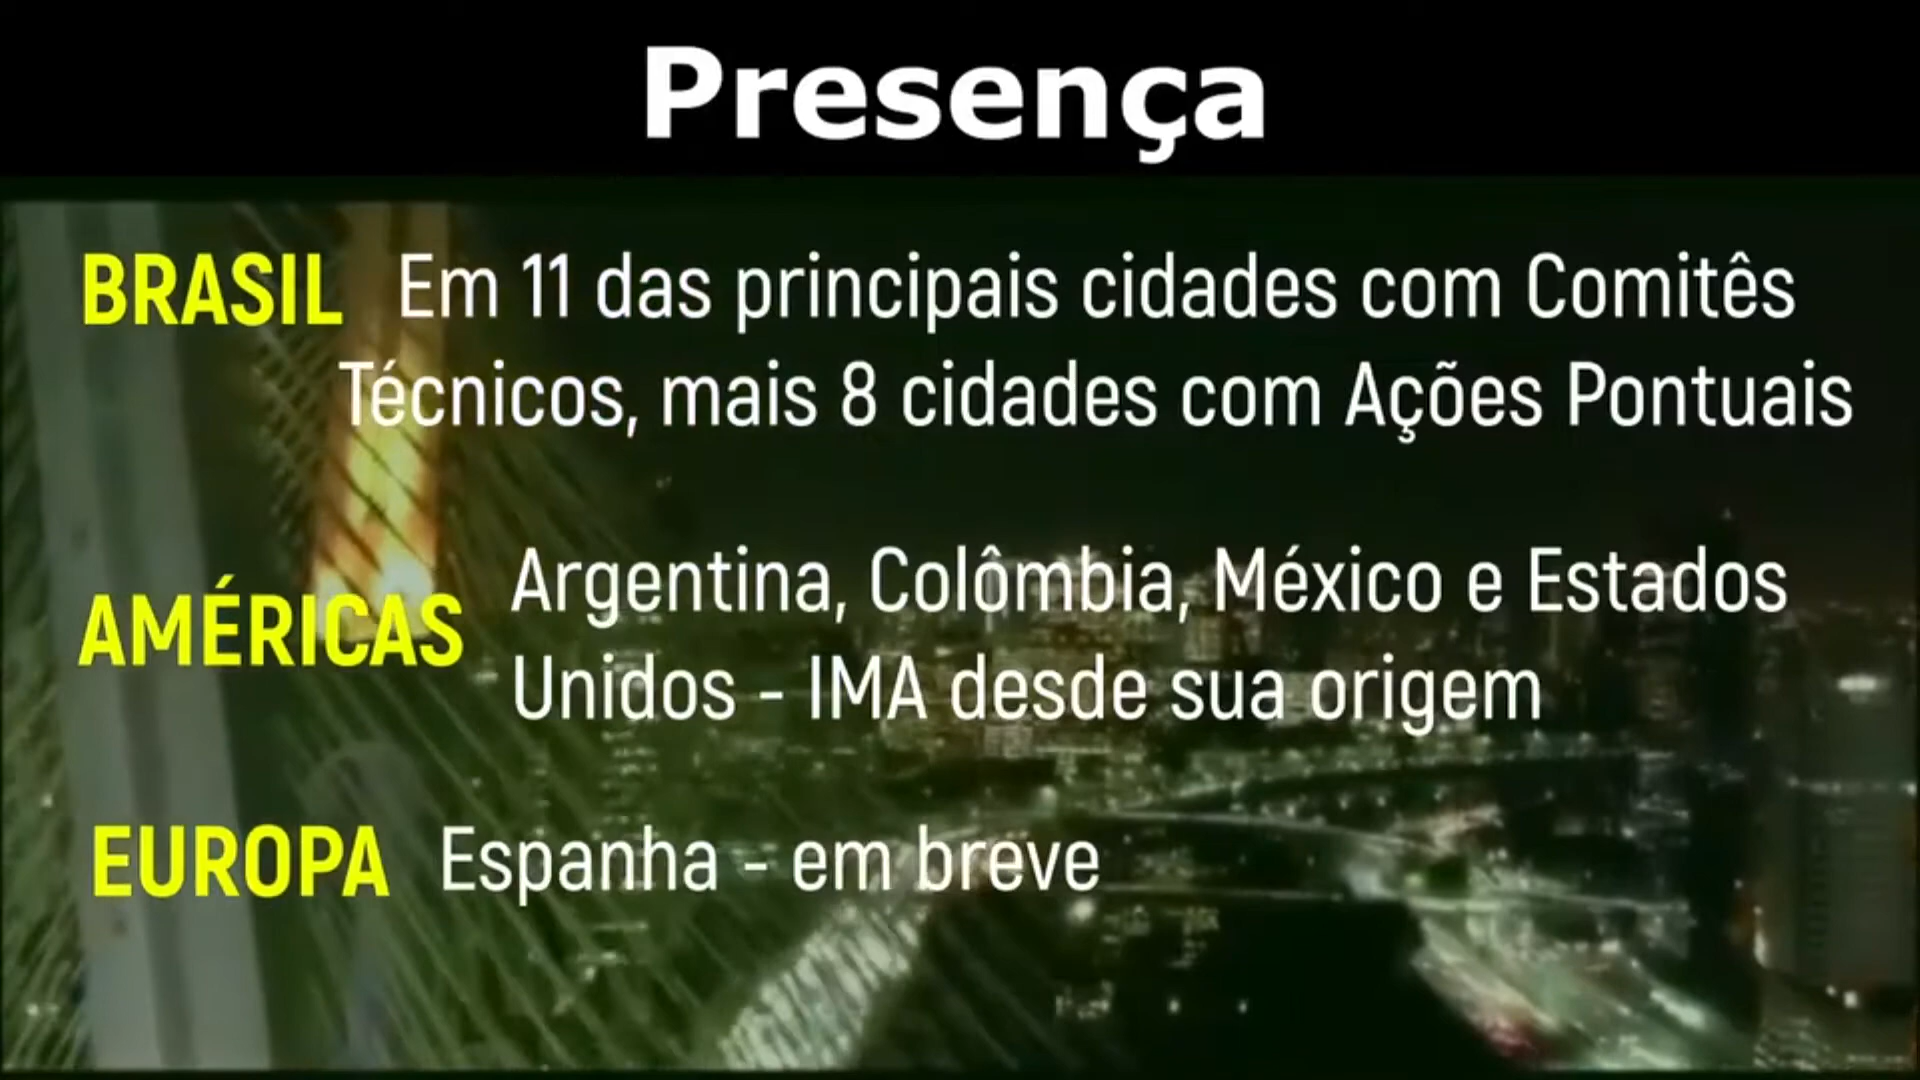 Presença
BRASIL Em 11 das principais cidades com Comitês
Técnicos, mais 8 cidades com Ações Pontuais
AMÉRICAS Argentina, Colômbia, México e Estados
Unidos - IMA desde sua origem
EUROPA Espanha - em breve